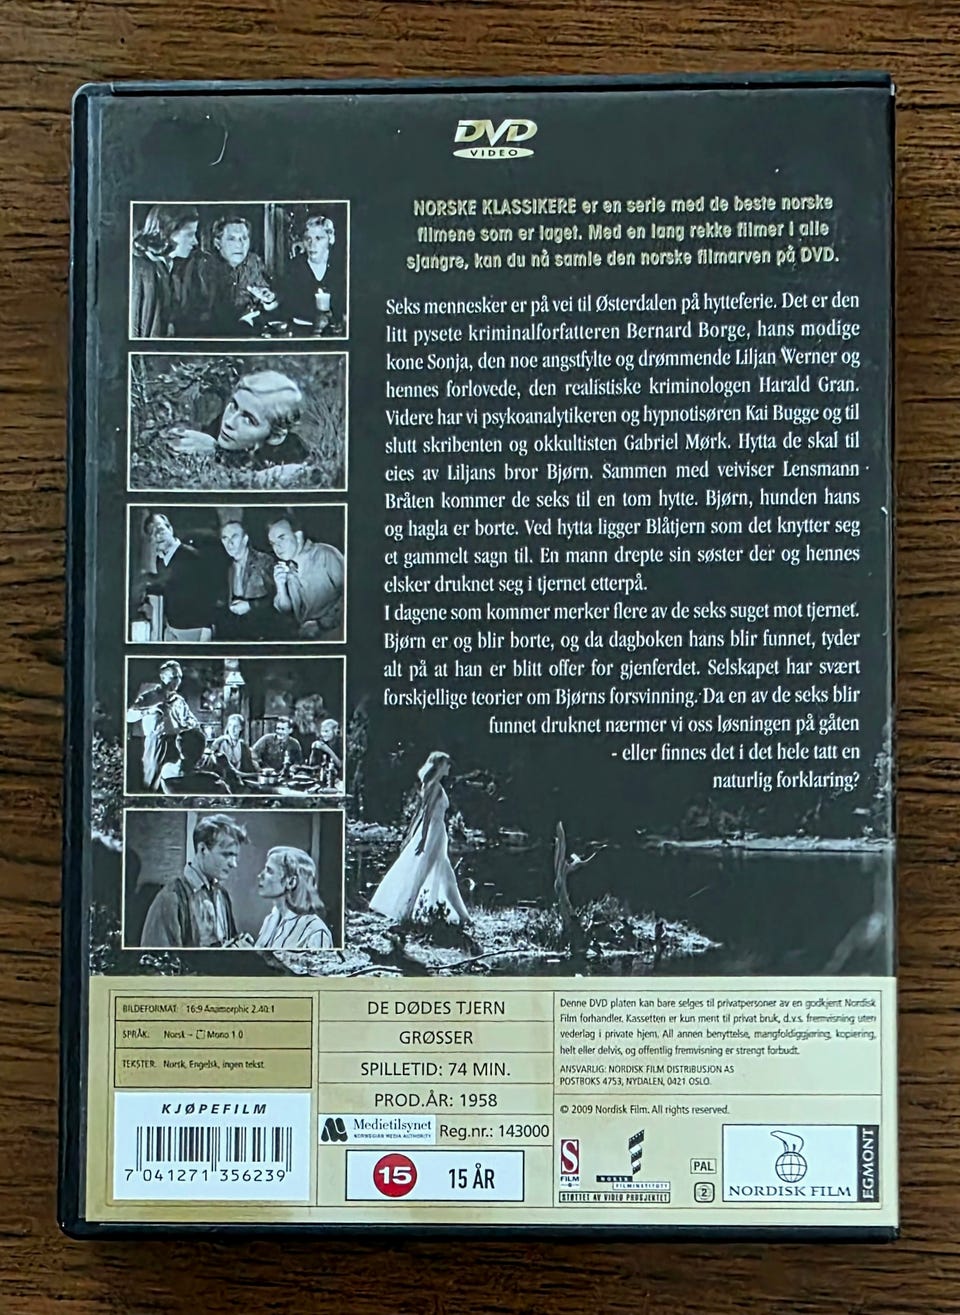 DVD
VIDEO
NORSKE KLASSIKERE er en serie med de beste norske
filmene som er laget. Med en lang rekke filmer i alle
sjangre, kan du nå samle den norske filmarven på DVD.
Seks mennesker er på vei til Østerdalen på hytteferie. Det er den
litt pysete kriminalforfatteren Bernard Borge, hans modige
kone Sonja, den noe angstfylte og drømmende Liljan Werner og
hennes forlovede, den realistiske kriminologen Harald Gran.
Videre har vi psykoanalytikeren og hypnotisøren Kai Bugge og til
slutt skribenten og okkultisten Gabriel Mørk. Hytta de skal til
eies av Liljans bror Bjørn. Sammen med veiviser Lensmann
Bråten kommer de seks til en tom hytte. Bjørn, hunden hans
og hagla er borte. Ved hytta ligger Blåtjern som det knytter seg
et gammelt sagn til. En mann drepte sin søster der og hennes
elsker druknet seg i tjernet etterpå.
I dagene som kommer merker flere av de seks suget mot tjernet.
Bjørn er og blir borte, og da dagboken hans blir funnet, tyder
alt på at han er blitt offer for gjenferdet. Selskapet har svært
forskjellige teorier om Bjørns forsvinning. Da en av de seks blir
funnet druknet nærmer vi oss løsningen på gåten
- eller finnes det i det hele tatt en
naturlig forklaring?
BILDEFORMAT: 16:9 Anamorphic 2.40:1
SPRÅK: Norsk - Mono 1.0
TEKSTER: Norsk, Engelsk, ingen tekst
KJØPEFILM
7 041271 356239
DE DØDES TJERN
GRØSSER
SPILLETID: 74 MIN.
PROD.ÅR: 1958
Medietilsynet
NORWEGIAN MEDIA AUTHORITY
Reg.nr.: 143000
15
15 ÅR
Denne DVD platen kan bare selges til privatpersoner av en godkjent Nordisk
Film forhandler. Kassetten er kun ment til privat bruk, d.v.s. fremvisning uten
vederlag i private hjem. All annen benyttelse, mangfoldiggjøring, kopiering,
helt eller delvis, og offentlig fremvisning er strengt forbudt.
ANSVARLIG: NORDISK FILM DISTRIBUSJON AS
POSTBOKS 4753, NYDALEN, 0421 OSLO.
© 2009 Nordisk Film. All rights reserved.
S
FILM
NORSK
FILMINSTITUTT
STØTTET AV VIDEO PROSJEKTET
PAL
2
NORDISK FILM
EGMONT